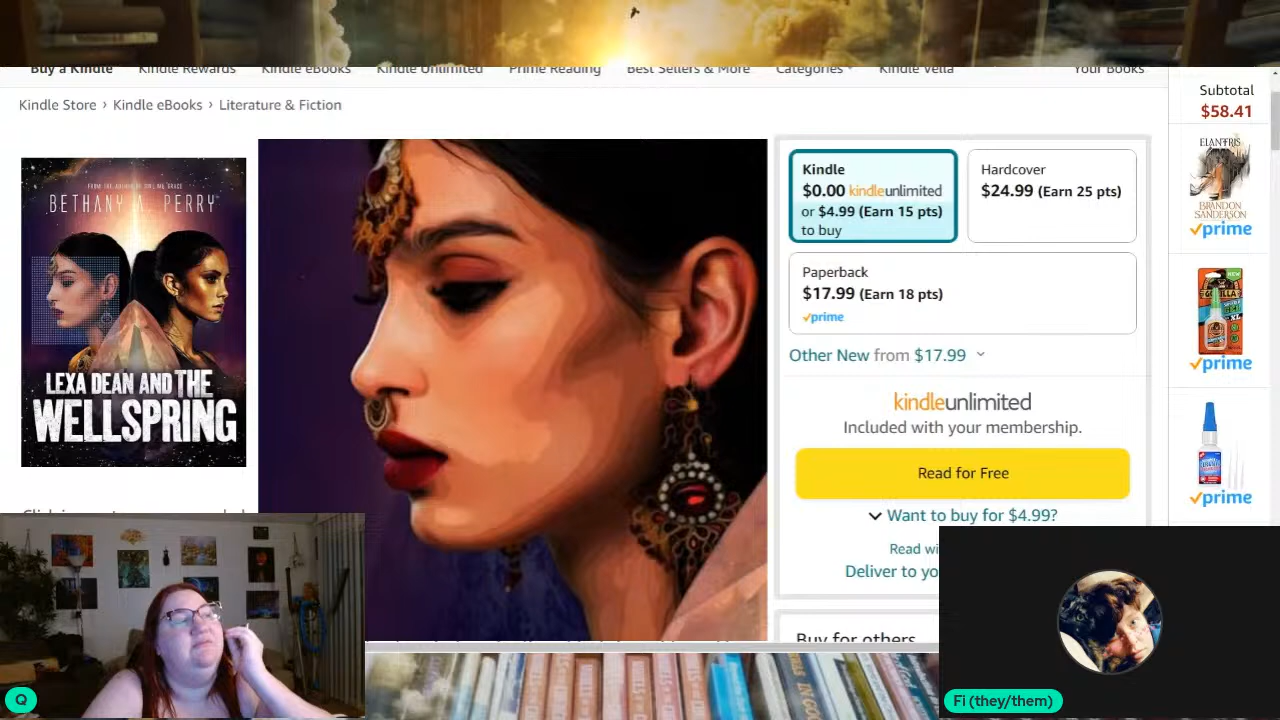 Buy a Kindle Kindle Rewards Kindle eBooks Kindle Unlimited Prime Reading Best Sellers & More Categories Kindle Vella Your Books
Kindle Store › Kindle eBooks › Literature & Fiction
Subtotal
$58.41
BETHANY A. PERRY
LEXA DEAN AND THE
WELLSPRING
Kindle
$0.00 kindleunlimited
or $4.99 (Earn 15 pts)
to buy
Hardcover
$24.99 (Earn 25 pts)
Paperback
$17.99 (Earn 18 pts)
prime
Other New from $17.99
kindleunlimited
Included with your membership.
Read for Free
Want to buy for $4.99?
Read wi
Deliver to yo
Buy for others
ELANTRIS
BRANDON
SANDERSON
prime
GORILLA
prime
prime
Q
Fi (they/them)